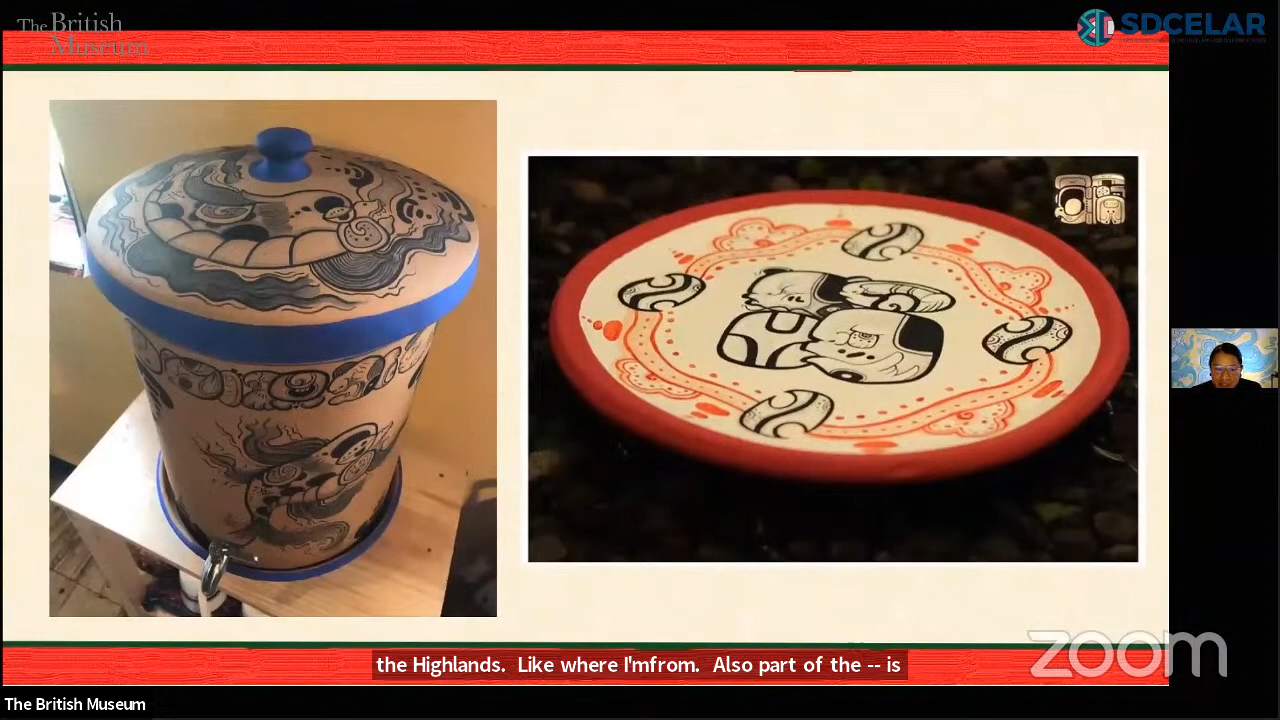 The British
Museum
SDCELAR
the Highlands.  Like where I'mfrom.  Also part of the -- is
zoom
The British Museum